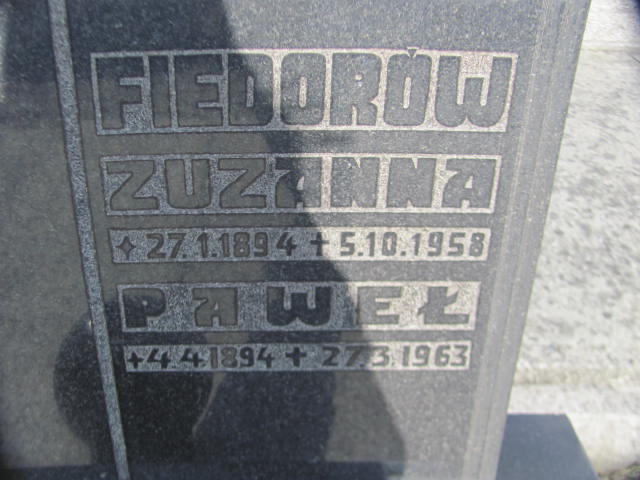 FIEDORÓW
ZUZANNA
✦ 27.1.1894 + 5.10.1958
PAWEŁ
+ 4.4.1894 + 27.3.1963